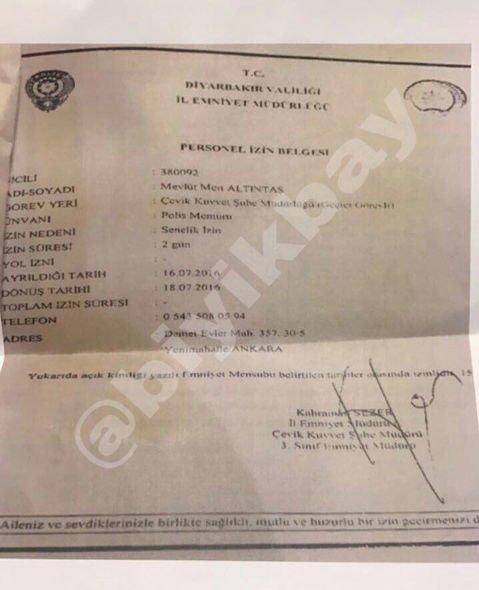 T.C.
DİYARBAKIR VALİLİĞİ
İL EMNİYET MÜDÜRLÜĞÜ
PERSONEL İZİN BELGESİ
SİCİLİ : 380092
ADI-SOYADI : Mevlüt Mert ALTINTAŞ
GÖREV YERİ : Çevik Kuvvet Şube Müdürlüğü (Geçici Görevli)
ÜNVANI : Polis Memuru
İZİN NEDENİ : Senelik İzin
İZİN SÜRESİ : 2 gün
YOL İZNİ : -
AYRILDIĞI TARİH : 16.07.2016
DÖNÜŞ TARİHİ : 18.07.2016
TOPLAM İZİN SÜRESİ : -
TELEFON : 0 543 508 05 94
ADRES : Demet Evler Mah. 357. 30-5
Yenimahalle ANKARA
Yukarıda açık kimliği yazılı Emniyet Mensubu belirtilen tarihler arasında izinlidir. 15
Kahraman SEZER
İl Emniyet Müdürü
Çevik Kuvvet Şube Müdürü
3. Sınıf Emniyet Müdürü
Aileniz ve sevdiklerinizle birlikte sağlıklı, mutlu ve huzurlu bir izin geçirmenizi d
@bayikbay